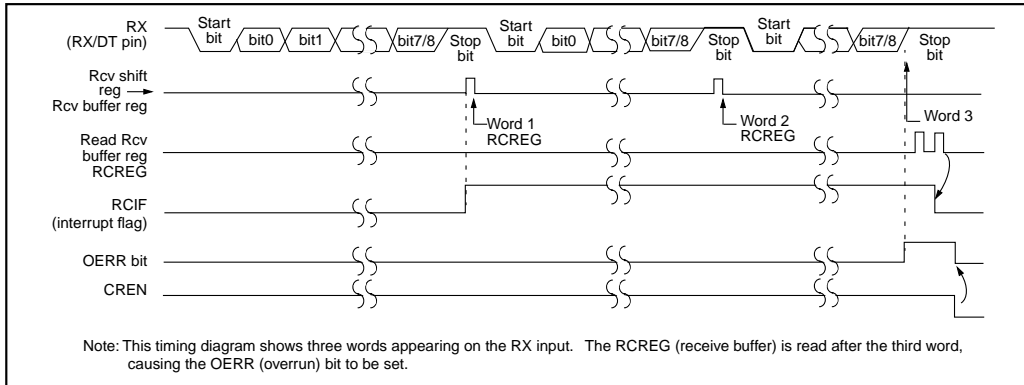 RX
(RX/DT pin)
Start
bit
bit0
bit1
bit7/8
Stop
bit
Start
bit
bit0
bit7/8
Stop
bit
Start
bit
bit7/8
Stop
bit
Rcv shift
reg
Rcv buffer reg
Word 1
RCREG
Word 2
RCREG
Word 3
Read Rcv
buffer reg
RCREG
RCIF
(interrupt flag)
OERR bit
CREN
Note: This timing diagram shows three words appearing on the RX input. The RCREG (receive buffer) is read after the third word,
causing the OERR (overrun) bit to be set.